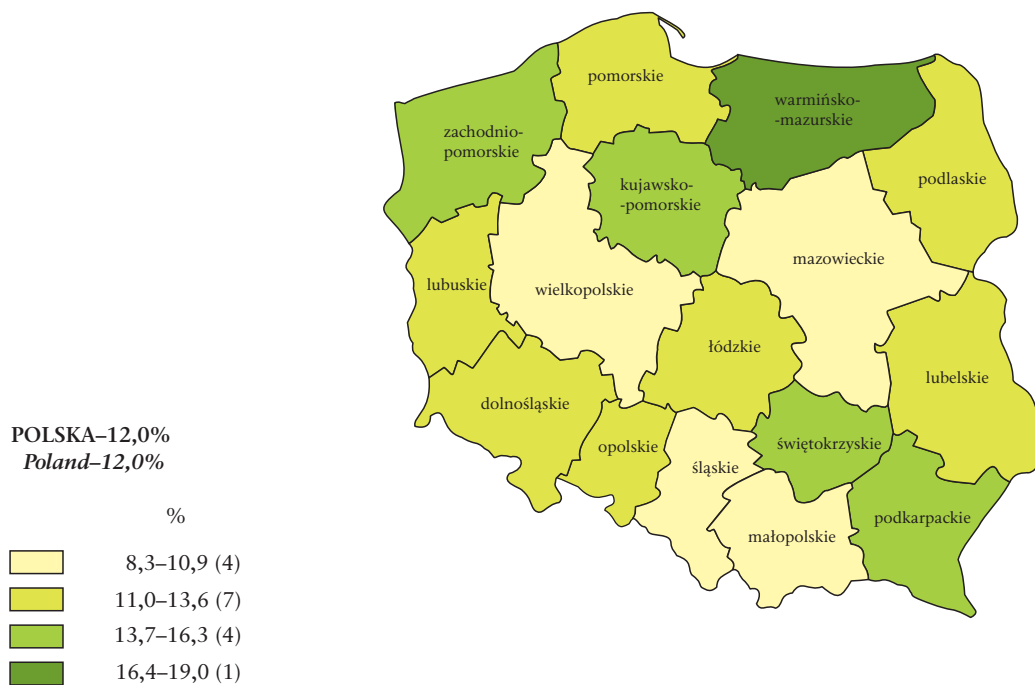 pomorskie
warmińsko-
-mazurskie
zachodnio-
pomorskie
kujawsko-
-pomorskie
podlaskie
mazowieckie
lubuskie
wielkopolskie
łódzkie
lubelskie
dolnośląskie
opolskie
świętokrzyskie
śląskie
podkarpackie
małopolskie
POLSKA–12,0%
Poland–12,0%
%
8,3–10,9 (4)
11,0–13,6 (7)
13,7–16,3 (4)
16,4–19,0 (1)